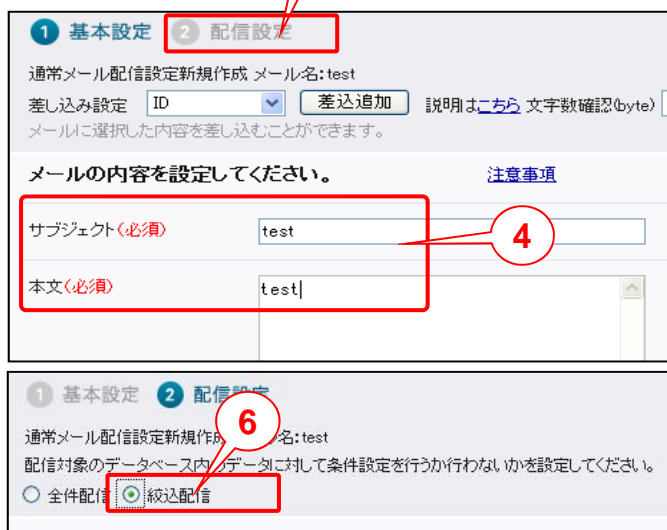 1 基本設定 2 配信設定
通常メール配信設定新規作成 メール名:test
差し込み設定 ID 差込追加 説明はこちら 文字数確認(byte)
メールに選択した内容を差し込むことができます。
メールの内容を設定してください。 注意事項
サブジェクト(必須) test 4
本文(必須) test
1 基本設定 2 配信設定
6
通常メール配信設定新規作 名:test
配信対象のデータベース内のデータに対して条件設定を行うか行わないかを設定してください。
全件配信 絞込配信